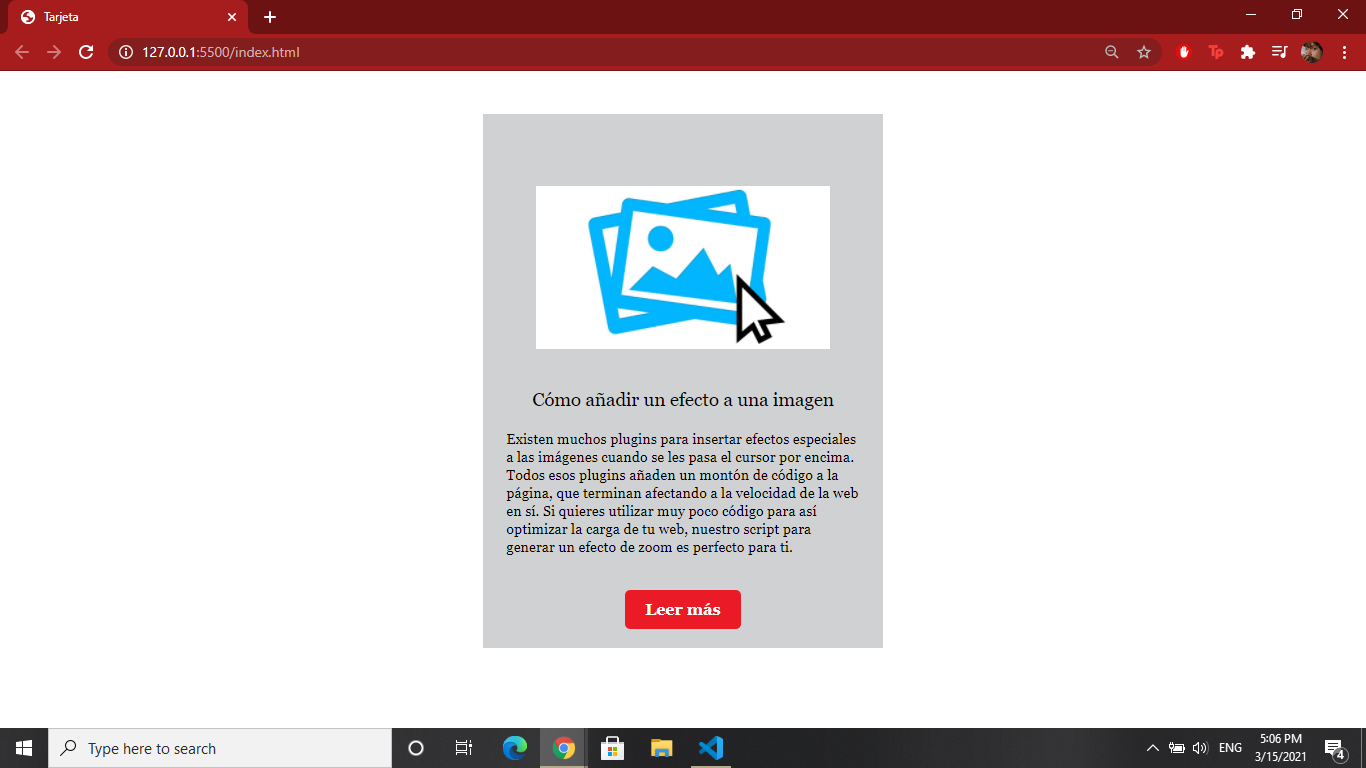 Tarjeta
127.0.0.1:5500/index.html
Tp
Cómo añadir un efecto a una imagen
Existen muchos plugins para insertar efectos especiales
a las imágenes cuando se les pasa el cursor por encima.
Todos esos plugins añaden un montón de código a la
página, que terminan afectando a la velocidad de la web
en sí. Si quieres utilizar muy poco código para así
optimizar la carga de tu web, nuestro script para
generar un efecto de zoom es perfecto para ti.
Leer más
Type here to search
ENG
5:06 PM
3/15/2021
4